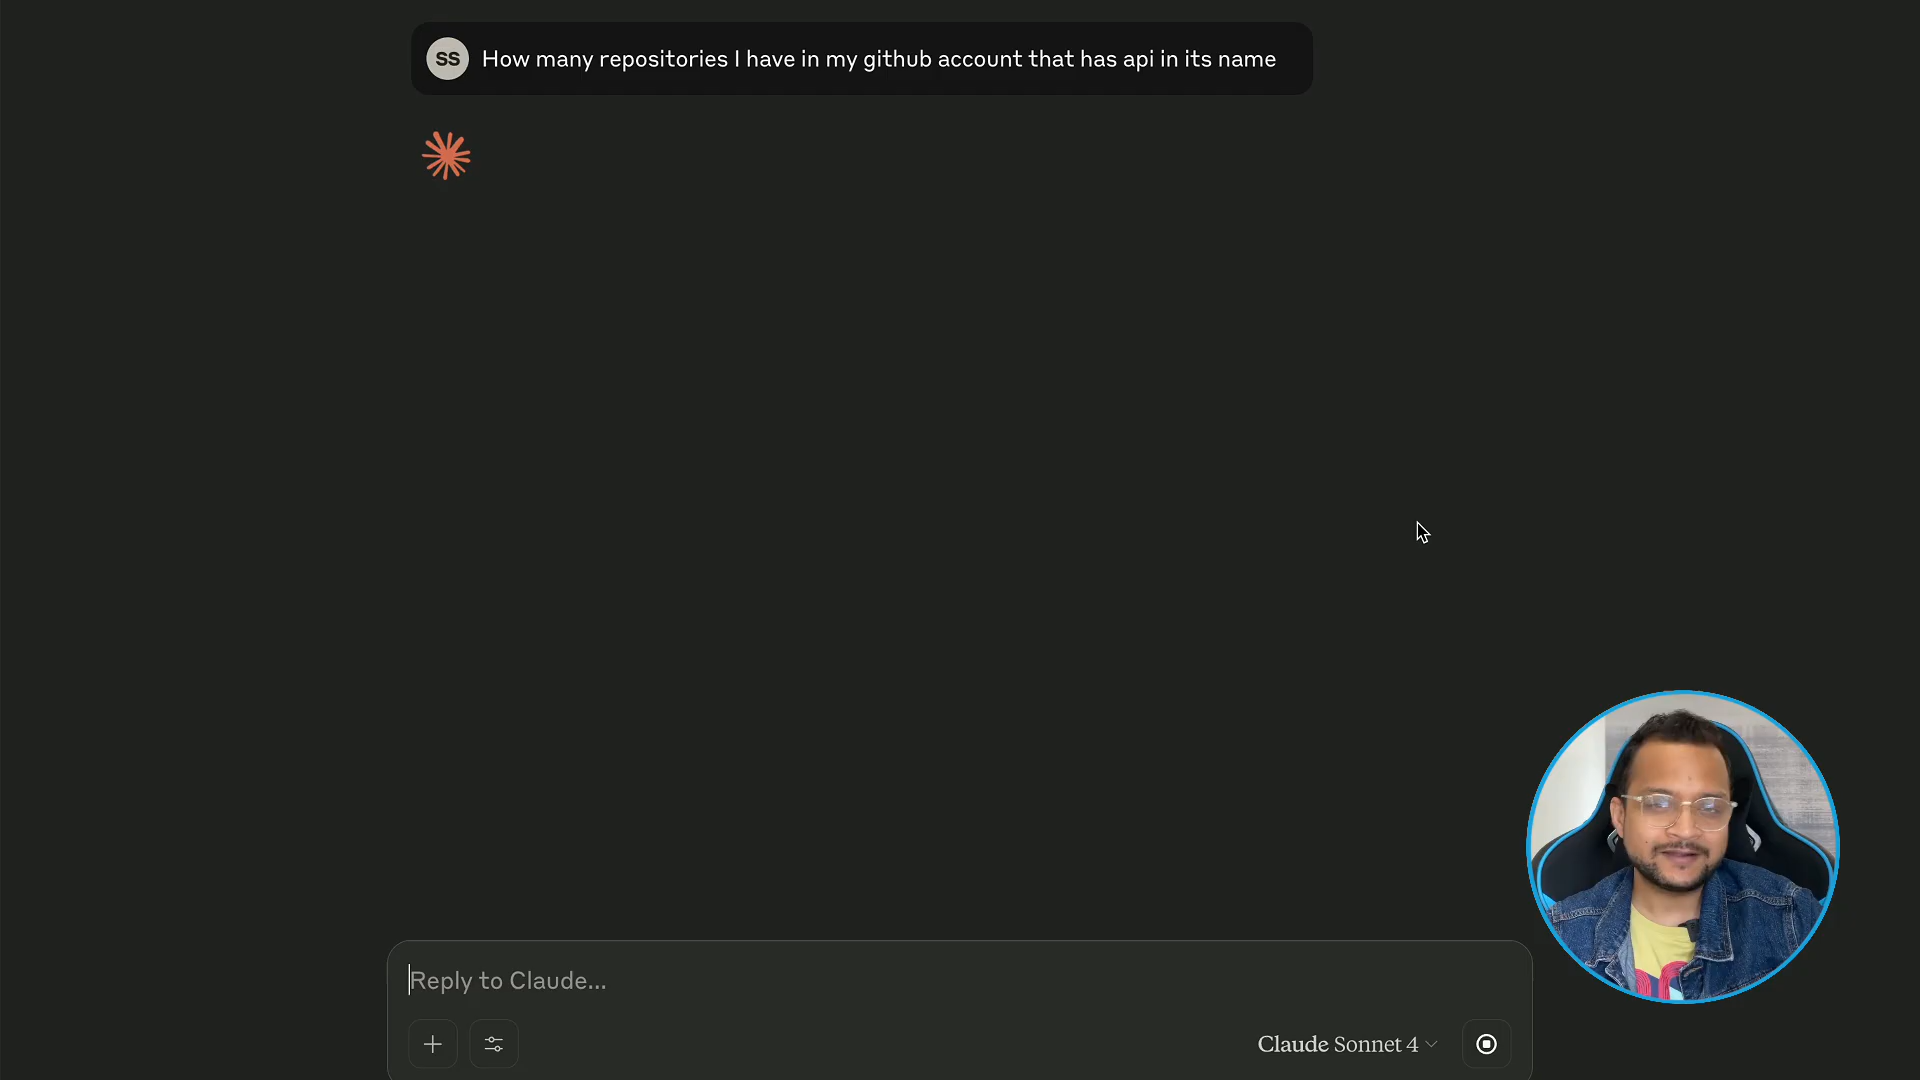 SS
How many repositories I have in my github account that has api in its name
Reply to Claude...
Claude Sonnet 4